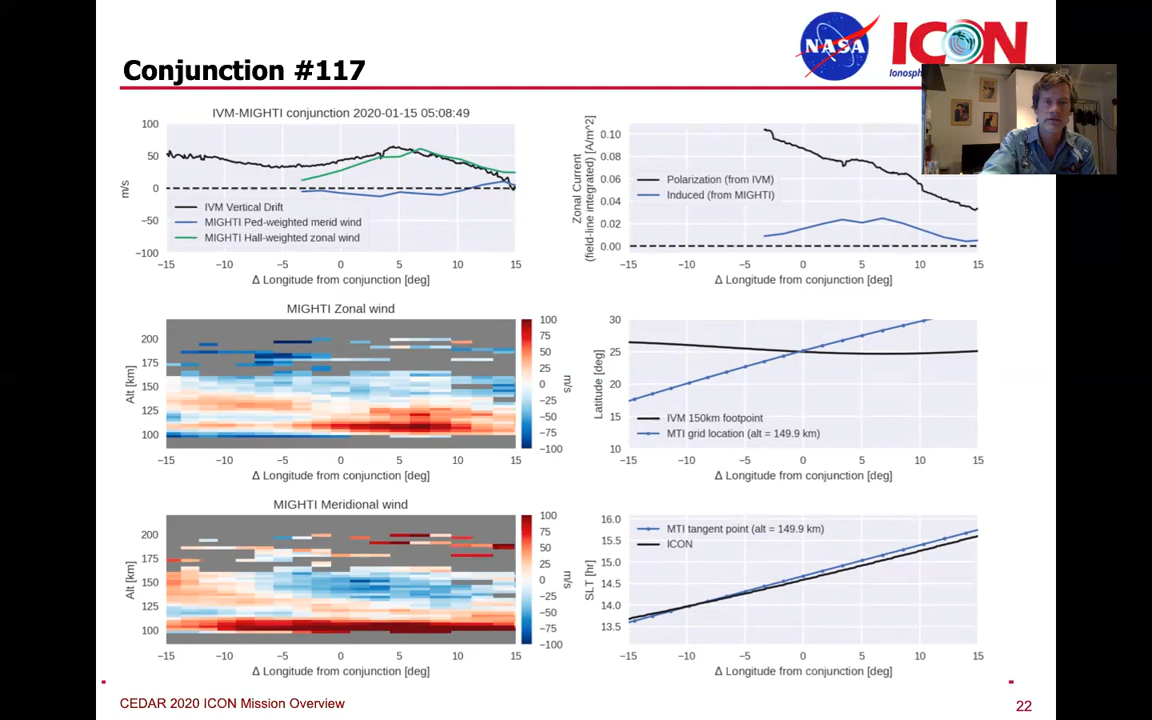 NASA
ICON
Ionosph
Conjunction #117
IVM-MIGHTI conjunction 2020-01-15 05:08:49
100
50
0
−50
−100
m/s
IVM Vertical Drift
MIGHTI Ped-weighted merid wind
MIGHTI Hall-weighted zonal wind
−15 −10 −5 0 5 10 15
Δ Longitude from conjunction [deg]
0.10
0.08
0.06
0.04
0.02
0.00
Zonal Current
(field-line integrated) [A/m^2]
Polarization (from IVM)
Induced (from MIGHTI)
−15 −10 −5 0 5 10 15
Δ Longitude from conjunction [deg]
MIGHTI Zonal wind
200
175
150
125
100
Alt [km]
−15 −10 −5 0 5 10 15
Δ Longitude from conjunction [deg]
100
75
50
25
0
−25
−50
−75
−100
m/s
30
25
20
15
10
Latitude [deg]
IVM 150km footpoint
MTI grid location (alt = 149.9 km)
−15 −10 −5 0 5 10 15
Δ Longitude from conjunction [deg]
MIGHTI Meridional wind
200
175
150
125
100
Alt [km]
−15 −10 −5 0 5 10 15
Δ Longitude from conjunction [deg]
100
75
50
25
0
−25
−50
−75
−100
m/s
16.0
15.5
15.0
14.5
14.0
13.5
SLT [hr]
MTI tangent point (alt = 149.9 km)
ICON
−15 −10 −5 0 5 10 15
Δ Longitude from conjunction [deg]
CEDAR 2020 ICON Mission Overview
22